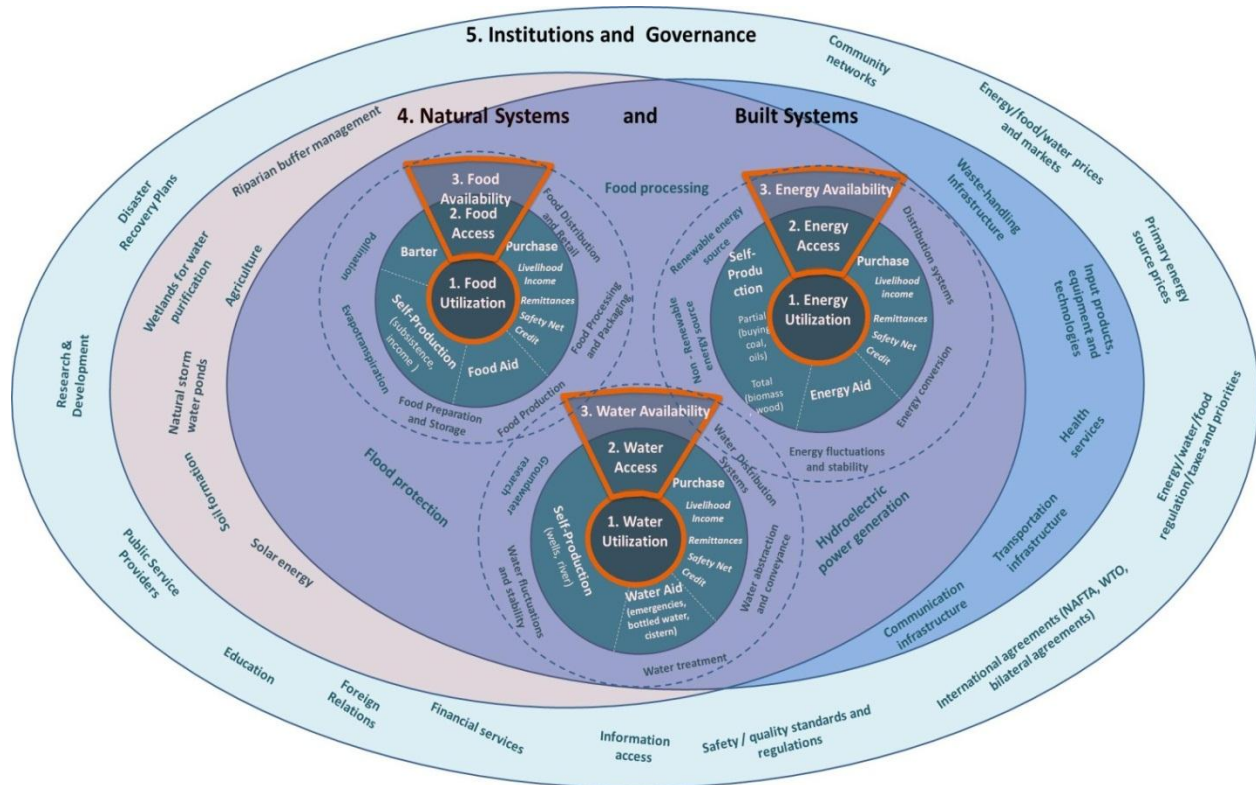 5. Institutions and Governance
Community
networks
Energy/food/water prices
and markets
Primary energy
source prices
Energy/water/food
regulation/taxes and priorities
International agreements (NAFTA, WTO,
bilateral agreements)
Safety / quality standards and
regulations
Information
access
Financial services
Foreign
Relations
Education
Public Service
Providers
Research &
Development
Disaster
Recovery Plans
4. Natural Systems and Built Systems
Riparian buffer management
Wetlands for water
purification
Agriculture
Natural storm
water ponds
Soil formation
Solar energy
Waste-handling
Infrastructure
Input products,
equipment and
technologies
Health
services
Transportation
infrastructure
Communication
infrastructure
Food processing
Flood protection
Hydroelectric
power generation
3. Food
Availability
2. Food
Access
1. Food
Utilization
Barter
Purchase
Livelihood
Income
Remittances
Safety Net
Credit
Food Aid
Self-Production
(subsistence,
income )
Pollination
Evapotranspiration
Food Preparation
and Storage
Food Production
Food Processing
and Packaging
Food Distribution
and Retail
3. Energy Availability
2. Energy
Access
1. Energy
Utilization
Self-
Produ
ction
Partial
(buying
coal,
oils)
Total
(biomass
, wood)
Purchase
Livelihood
income
Remittances
Safety Net
Credit
Energy Aid
Renewable energy
source
Non - Renewable
energy source
Distribution systems
Energy conversion
Energy fluctuations
and stability
3. Water Availability
2. Water
Access
1. Water
Utilization
Self-Production
(wells, river)
Purchase
Livelihood
Income
Remittances
Safety Net
Credit
Water Aid
(emergencies,
bottled water,
cistern)
Groundwater
research
Water fluctuations
and stability
Water treatment
Water abstraction
and conveyance
Water Distribution
Systems